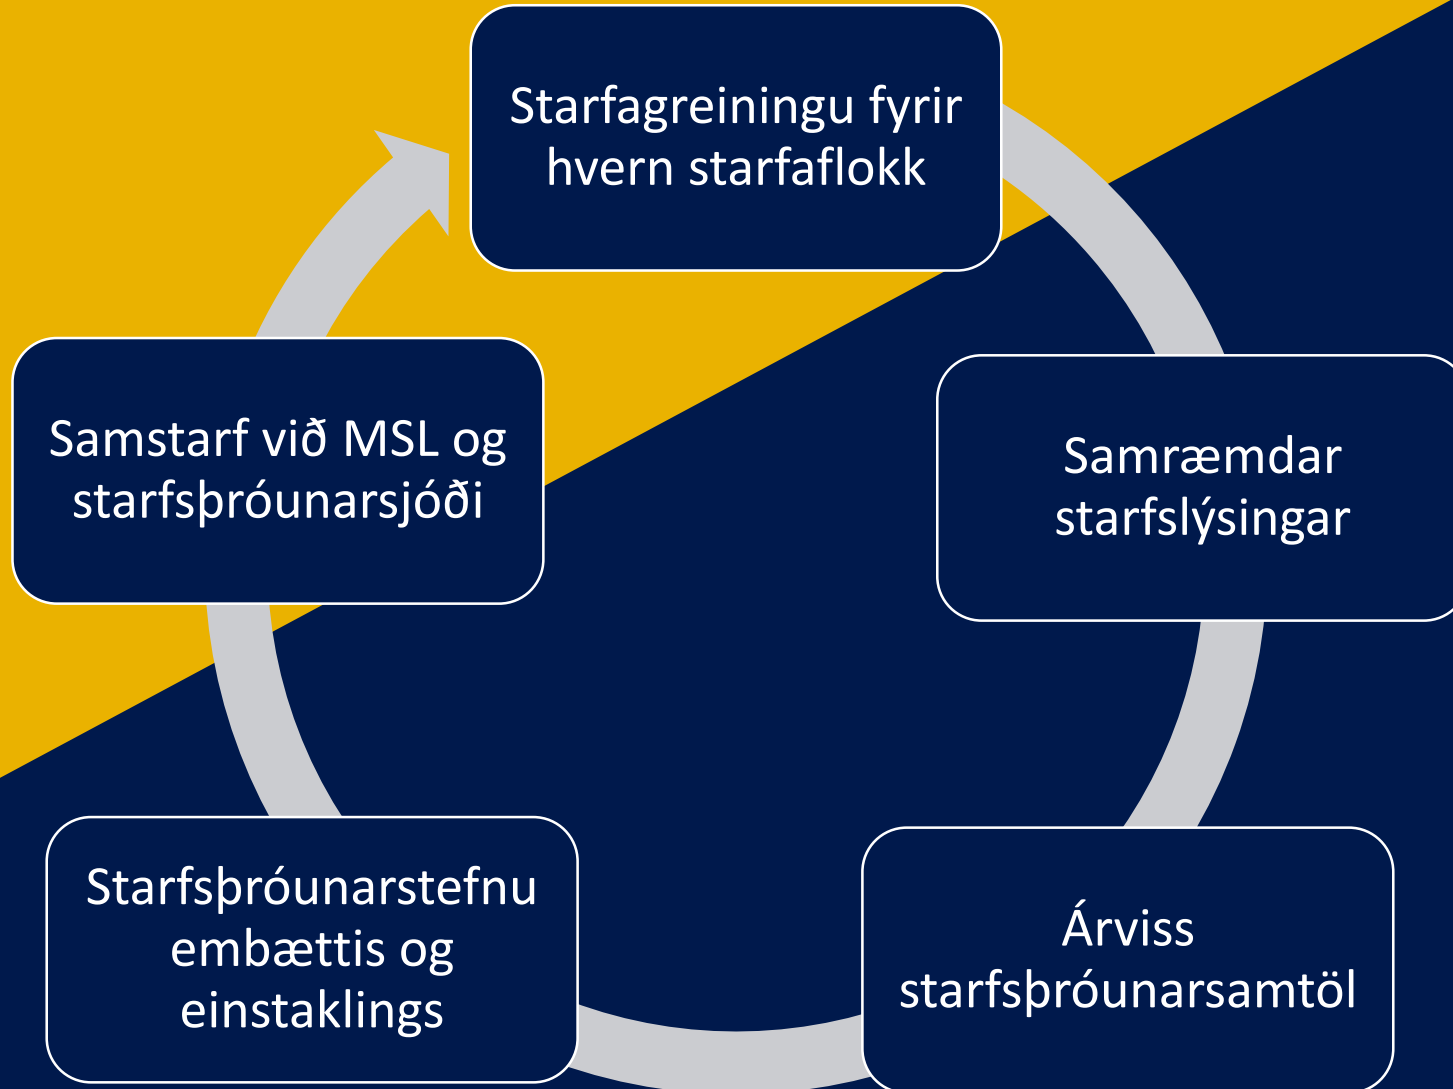 Starfagreiningu fyrir
hvern starfaflokk
Samræmdar
starfslýsingar
Árviss
starfsþróunarsamtöl
Starfsþróunarstefnu
embættis og
einstaklings
Samstarf við MSL og
starfsþróunarsjóði